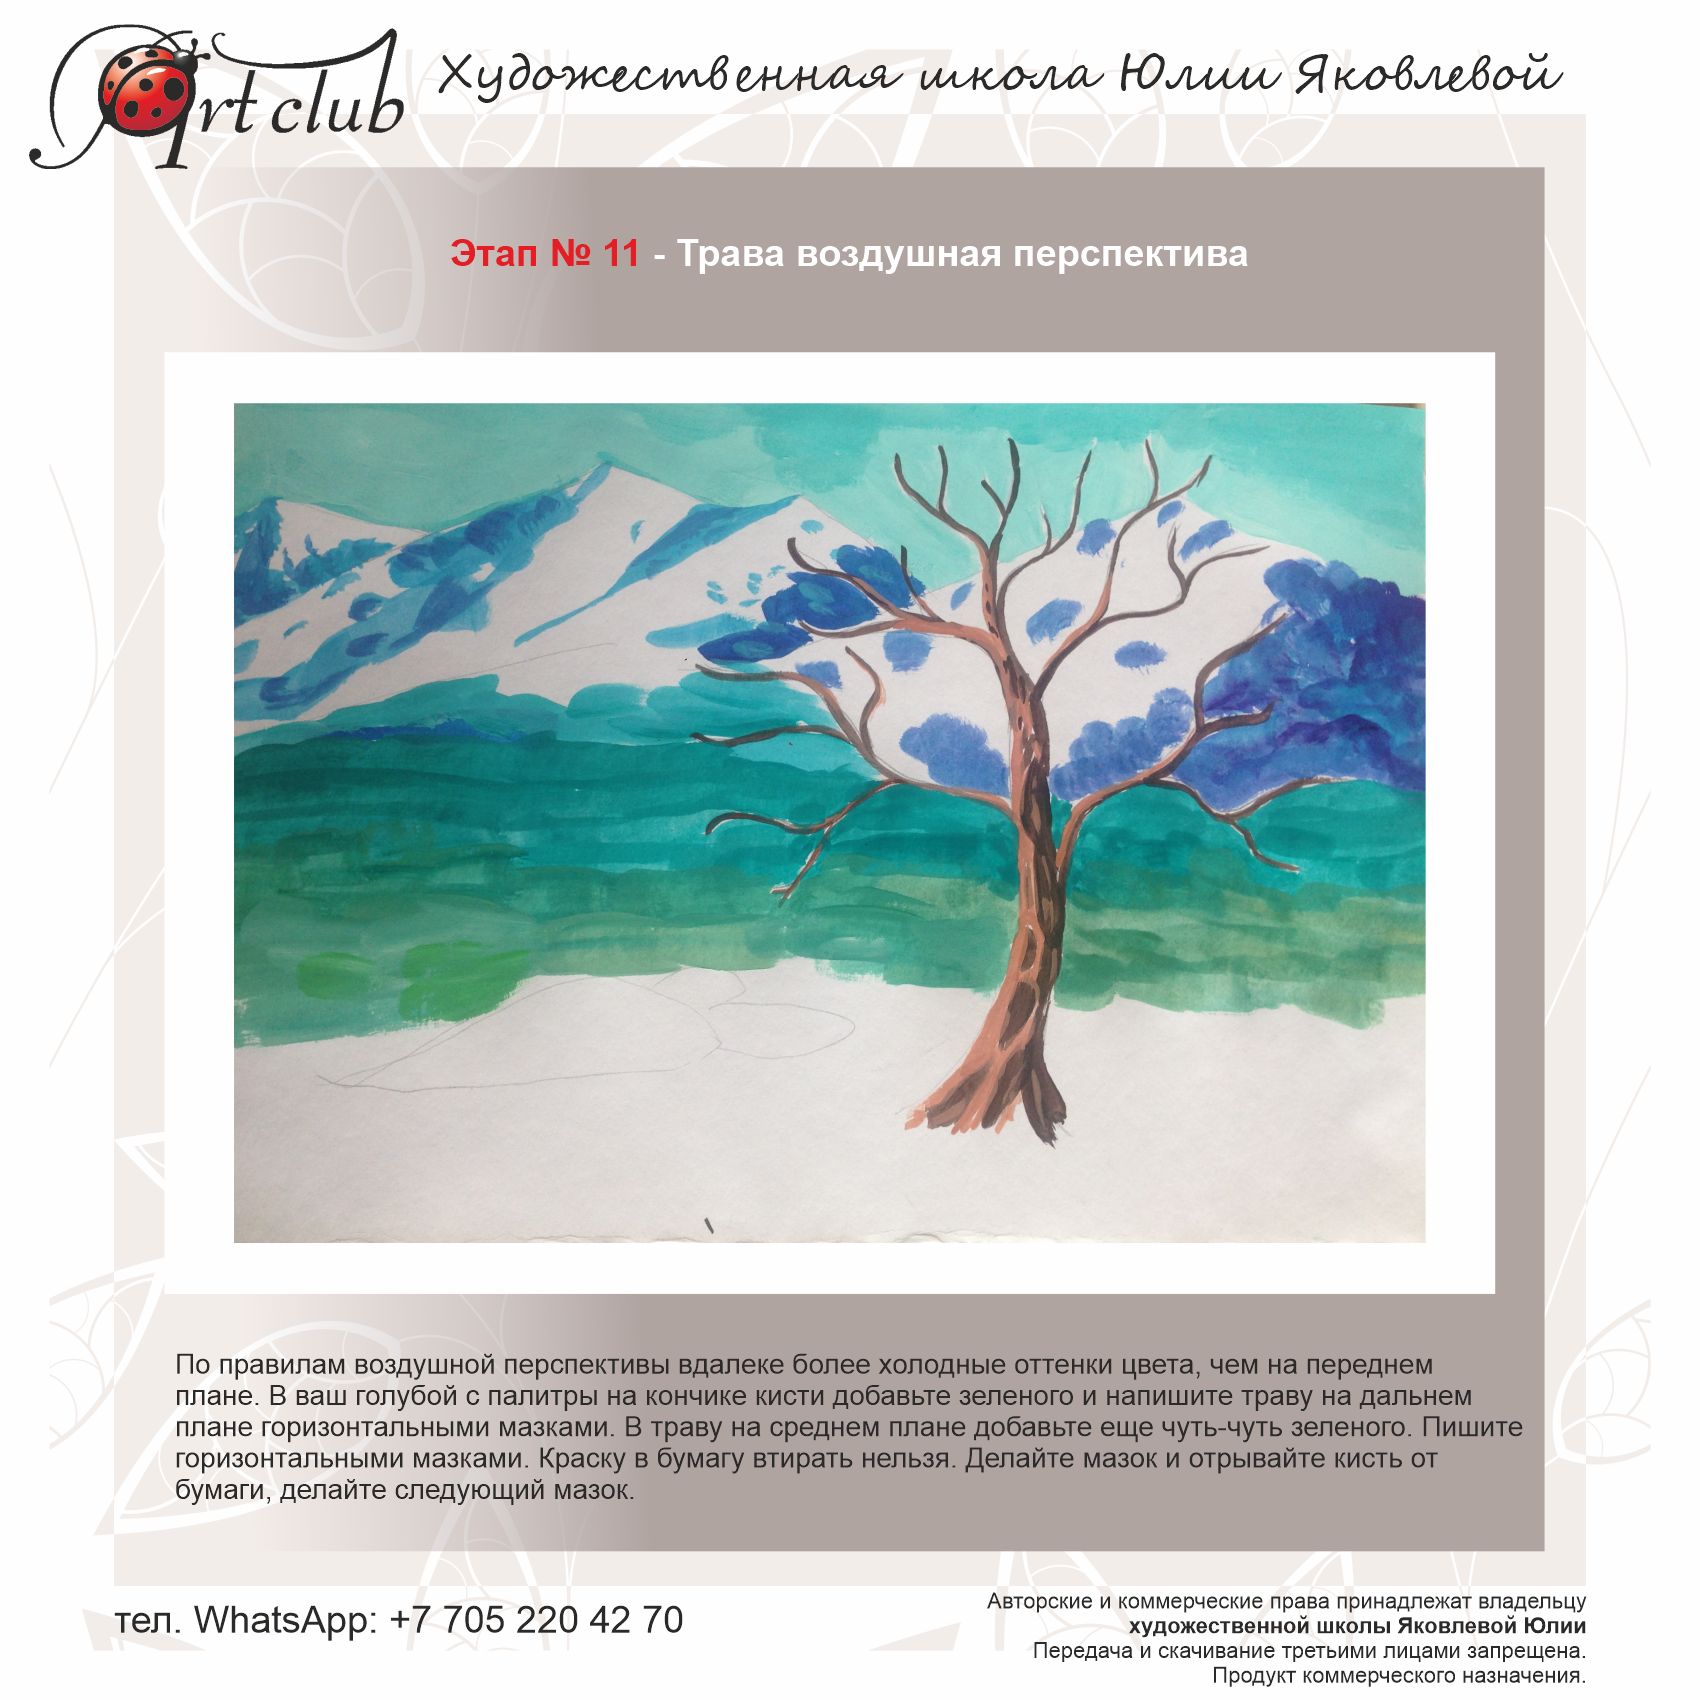 Art club
Художественная школа Юлии Яковлевой
Этап № 11 - Трава воздушная перспектива
По правилам воздушной перспективы вдалеке более холодные оттенки цвета, чем на переднем
плане. В ваш голубой с палитры на кончике кисти добавьте зеленого и напишите траву на дальнем
плане горизонтальными мазками. В траву на среднем плане добавьте еще чуть-чуть зеленого. Пишите
горизонтальными мазками. Краску в бумагу втирать нельзя. Делайте мазок и отрывайте кисть от
бумаги, делайте следующий мазок.
тел. WhatsApp: +7 705 220 42 70
Авторские и коммерческие права принадлежат владельцу
художественной школы Яковлевой Юлии
Передача и скачивание третьими лицами запрещена.
Продукт коммерческого назначения.